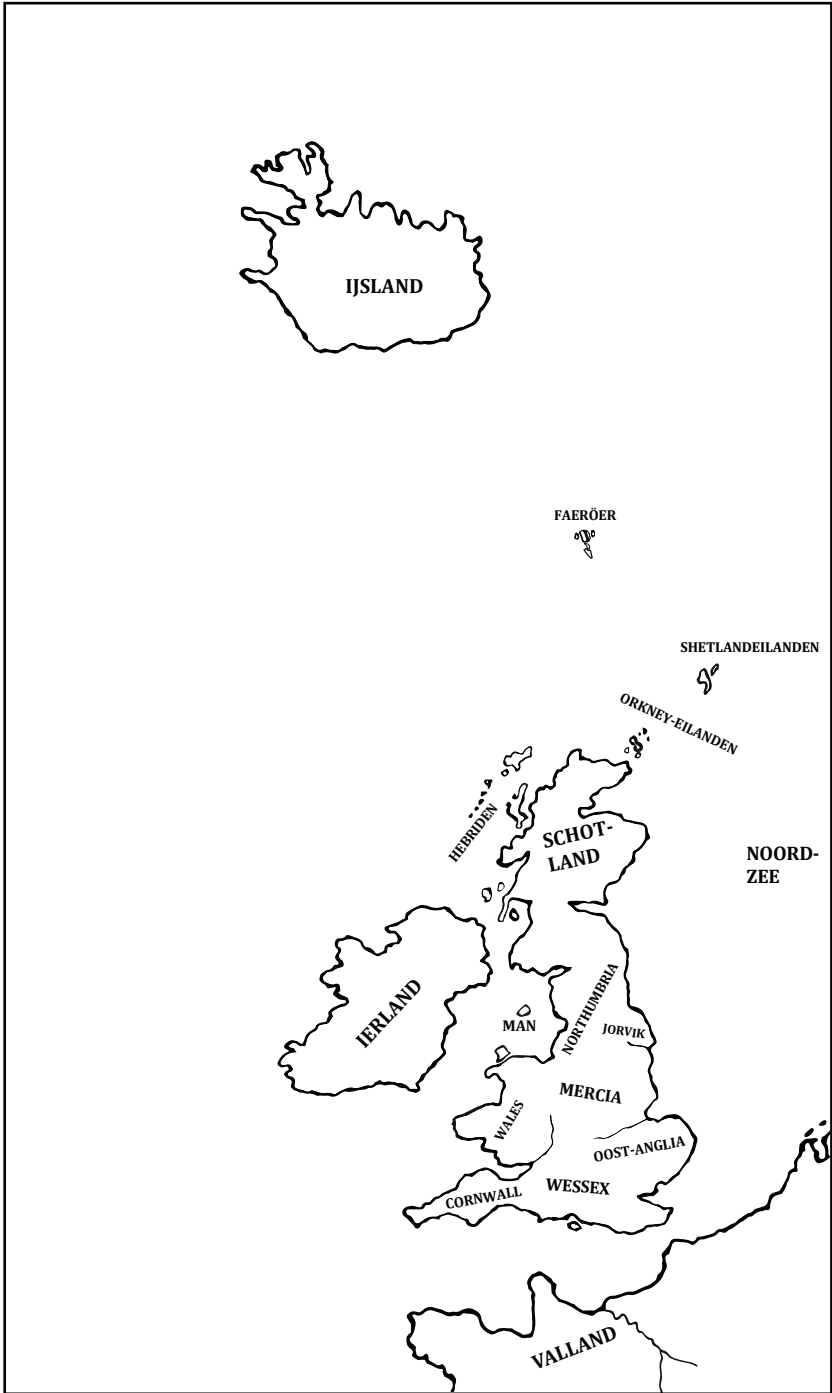 IJSLAND
FAERÖER
SHETLANDEILANDEN
ORKNEY-EILANDEN
HEBRIDEN
SCHOT-
LAND
NOORD-
ZEE
IERLAND
NORTHUMBRIA
MAN
JORVIK
MERCIA
WALES
OOST-ANGLIA
CORNWALL
WESSEX
VALLAND